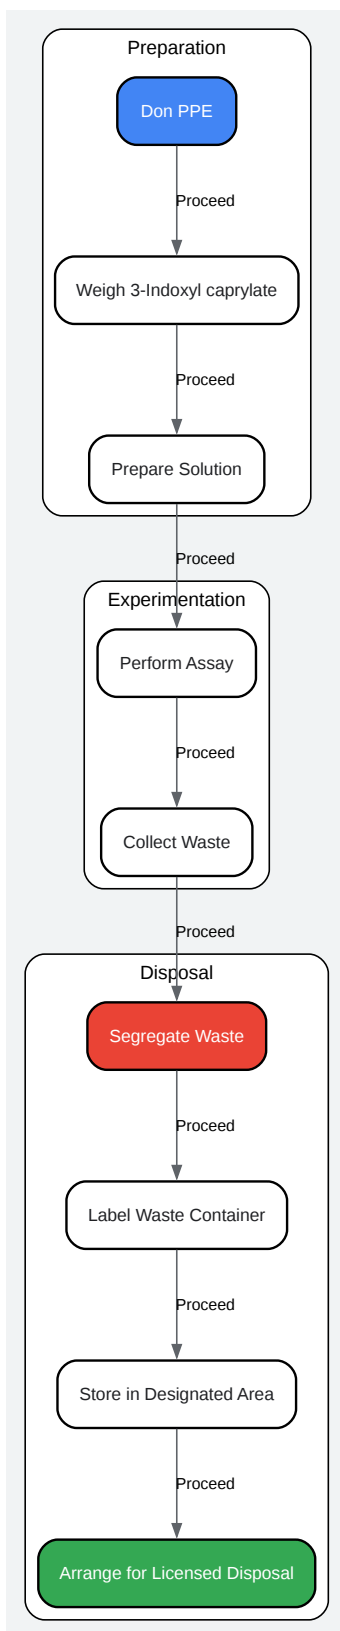 Preparation
Don PPE
Proceed
Weigh 3-Indoxyl caprylate
Proceed
Prepare Solution
Proceed
Experimentation
Perform Assay
Proceed
Collect Waste
Proceed
Disposal
Segregate Waste
Proceed
Label Waste Container
Proceed
Store in Designated Area
Proceed
Arrange for Licensed Disposal